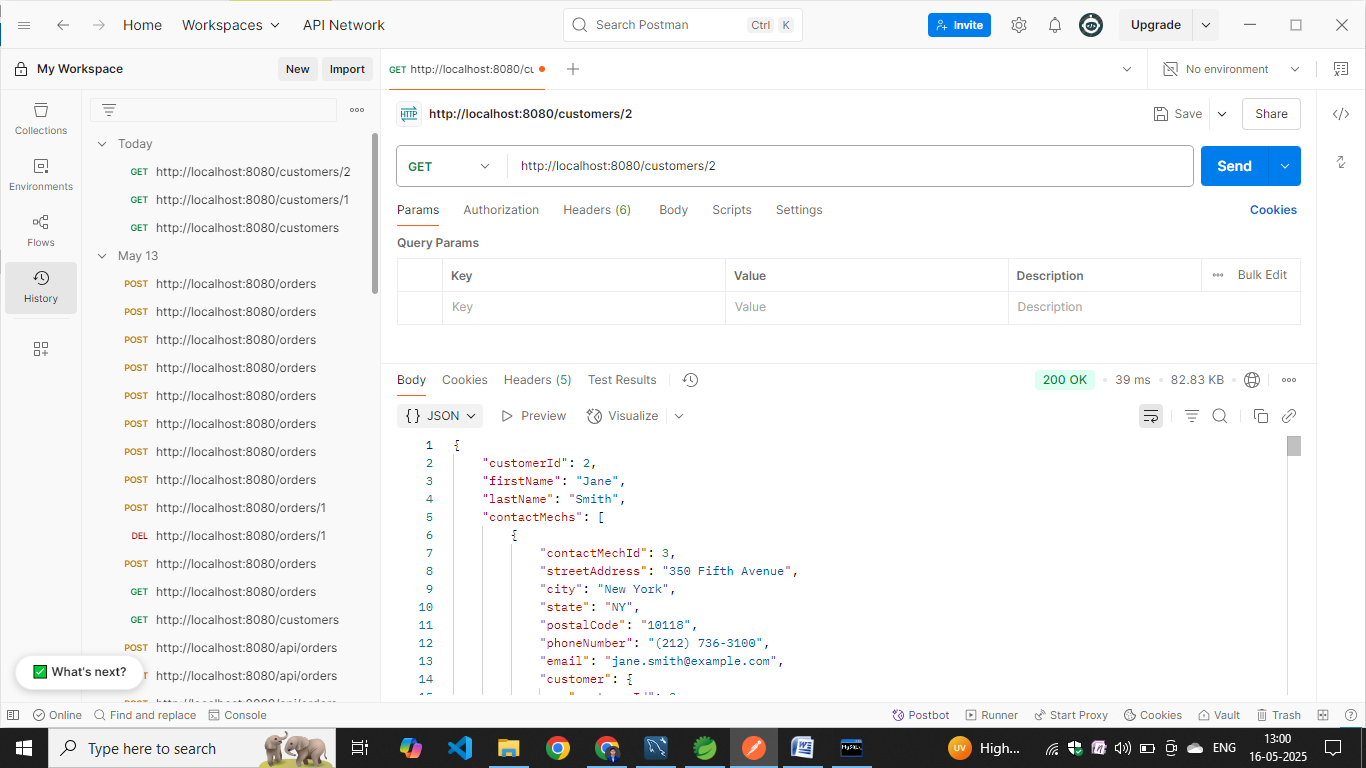 Home Workspaces API Network Search Postman Ctrl K Invite Upgrade
My Workspace New Import GET http://localhost:8080/cu No environment
Collections
Environments
Flows
History
Today
GET http://localhost:8080/customers/2
GET http://localhost:8080/customers/1
GET http://localhost:8080/customers
May 13
POST http://localhost:8080/orders
POST http://localhost:8080/orders
POST http://localhost:8080/orders
POST http://localhost:8080/orders
POST http://localhost:8080/orders
POST http://localhost:8080/orders
POST http://localhost:8080/orders
POST http://localhost:8080/orders
POST http://localhost:8080/orders/1
DEL http://localhost:8080/orders/1
POST http://localhost:8080/orders
GET http://localhost:8080/orders
GET http://localhost:8080/customers
POST http://localhost:8080/api/orders
http://localhost:8080/api/orders
What's next?
HTTP http://localhost:8080/customers/2 Save Share
GET http://localhost:8080/customers/2 Send
Params Authorization Headers (6) Body Scripts Settings Cookies
Query Params
Key Value Description Bulk Edit
Key Value Description
Body Cookies Headers (5) Test Results 200 OK • 39 ms • 82.83 KB
{} JSON Preview Visualize
1 {
2 "customerId": 2,
3 "firstName": "Jane",
4 "lastName": "Smith",
5 "contactMechs": [
6 {
7 "contactMechId": 3,
8 "streetAddress": "350 Fifth Avenue",
9 "city": "New York",
10 "state": "NY",
11 "postalCode": "10118",
12 "phoneNumber": "(212) 736-3100",
13 "email": "jane.smith@example.com",
14 "customer": {
Online Find and replace Console Postbot Runner Start Proxy Cookies Vault Trash
Type here to search UV High... ENG 13:00
16-05-2025